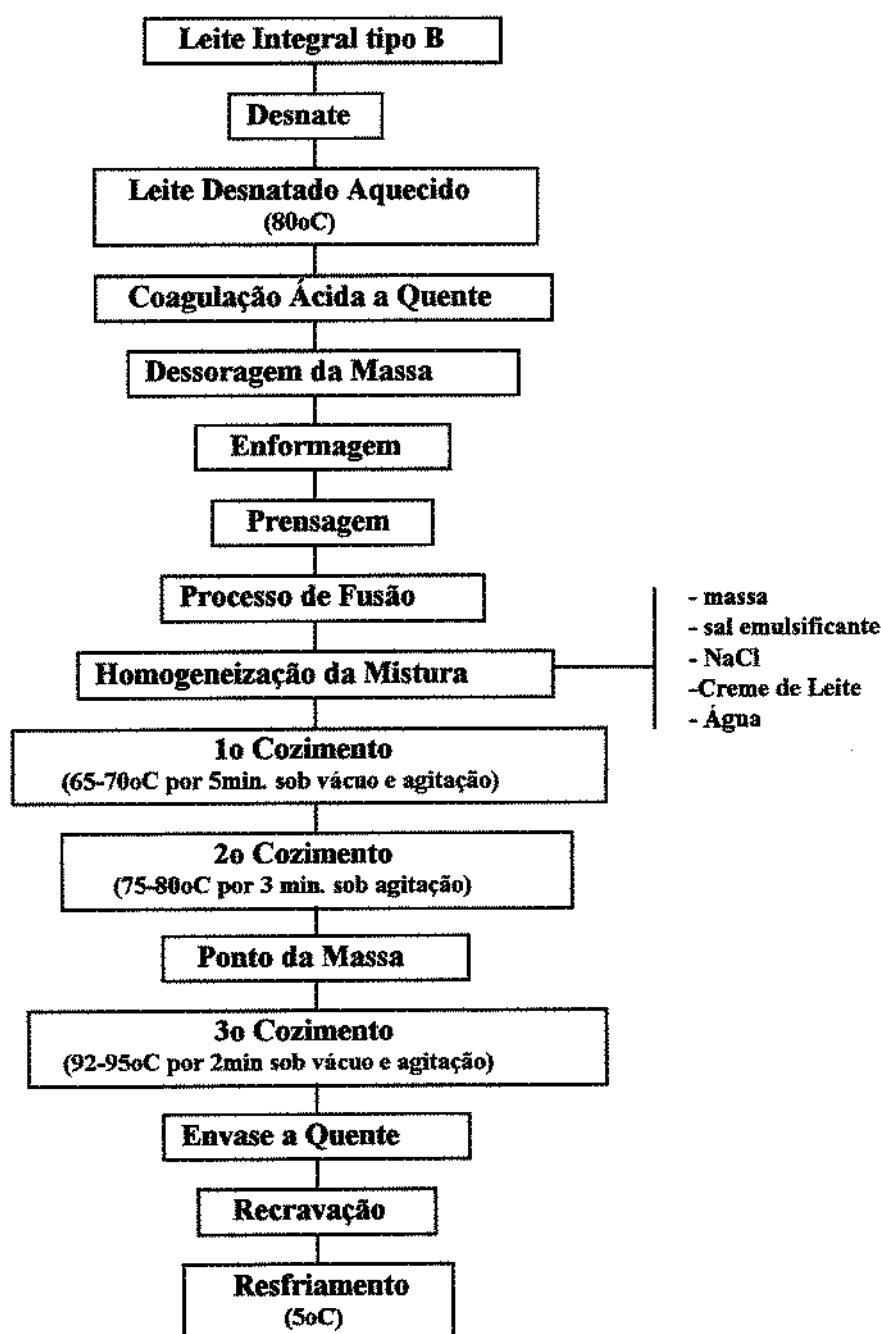 Leite Integral tipo B
Desnate
Leite Desnatado Aquecido
(80oC)
Coagulação Ácida a Quente
Dessoragem da Massa
Enformagem
Prensagem
Processo de Fusão
Homogeneização da Mistura
- massa
- sal emulsificante
- NaCl
-Creme de Leite
- Água
1o Cozimento
(65-70oC por 5min. sob vácuo e agitação)
2o Cozimento
(75-80oC por 3 min. sob agitação)
Ponto da Massa
3o Cozimento
(92-95oC por 2min sob vácuo e agitação)
Envase a Quente
Recravação
Resfriamento
(5oC)